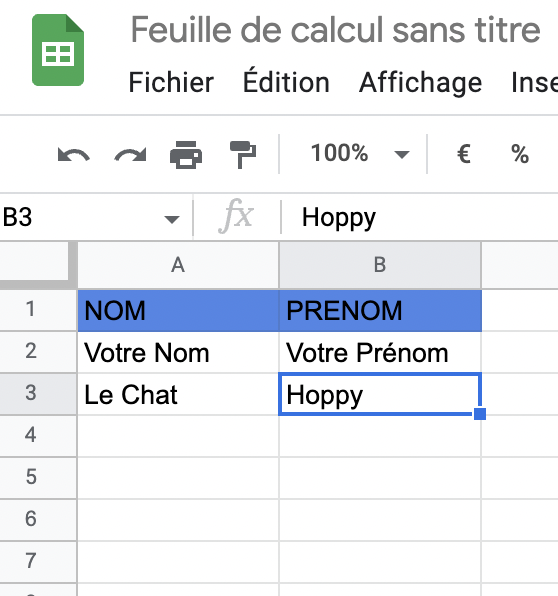 Feuille de calcul sans titre
Fichier Édition Affichage
100% € %
B3 fx Hoppy
A B
1 NOM PRENOM
2 Votre Nom Votre Prénom
3 Le Chat Hoppy
4
5
6
7